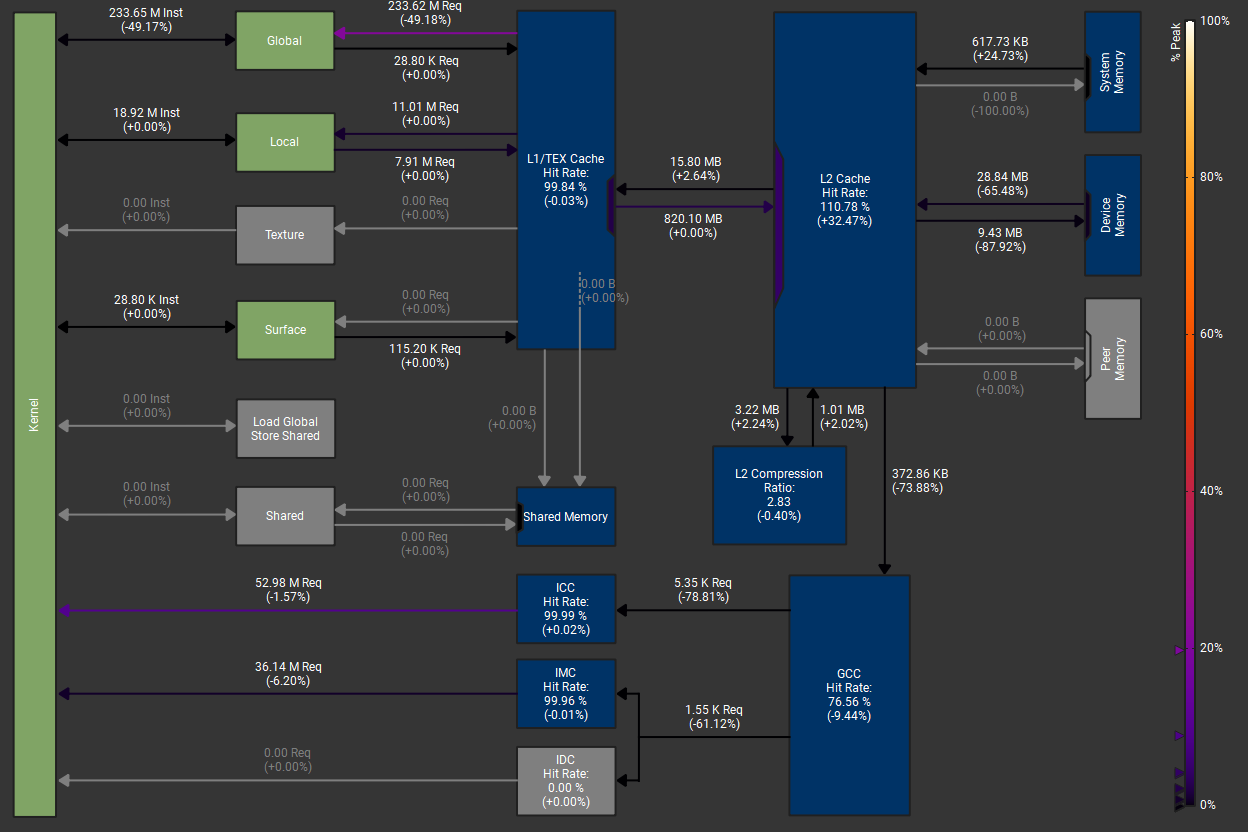 Kernel
233.65 M Inst
(-49.17%)
Global
233.62 M Req
(-49.18%)
28.80 K Req
(+0.00%)
18.92 M Inst
(+0.00%)
Local
11.01 M Req
(+0.00%)
7.91 M Req
(+0.00%)
0.00 Inst
(+0.00%)
Texture
0.00 Req
(+0.00%)
28.80 K Inst
(+0.00%)
Surface
0.00 Req
(+0.00%)
115.20 K Req
(+0.00%)
0.00 Inst
(+0.00%)
Load Global
Store Shared
0.00 Inst
(+0.00%)
Shared
0.00 Req
(+0.00%)
0.00 Req
(+0.00%)
L1/TEX Cache
Hit Rate:
99.84 %
(-0.03%)
0.00 B
(+0.00%)
0.00 B
(+0.00%)
Shared Memory
15.80 MB
(+2.64%)
820.10 MB
(+0.00%)
L2 Cache
Hit Rate:
110.78 %
(+32.47%)
617.73 KB
(+24.73%)
0.00 B
(-100.00%)
System
Memory
28.84 MB
(-65.48%)
9.43 MB
(-87.92%)
Device
Memory
0.00 B
(+0.00%)
0.00 B
(+0.00%)
Peer
Memory
3.22 MB
(+2.24%)
1.01 MB
(+2.02%)
L2 Compression
Ratio:
2.83
(-0.40%)
372.86 KB
(-73.88%)
52.98 M Req
(-1.57%)
ICC
Hit Rate:
99.99 %
(+0.02%)
5.35 K Req
(-78.81%)
36.14 M Req
(-6.20%)
IMC
Hit Rate:
99.96 %
(-0.01%)
1.55 K Req
(-61.12%)
0.00 Req
(+0.00%)
IDC
Hit Rate:
0.00 %
(+0.00%)
GCC
Hit Rate:
76.56 %
(-9.44%)
% Peak
100%
80%
60%
40%
20%
0%